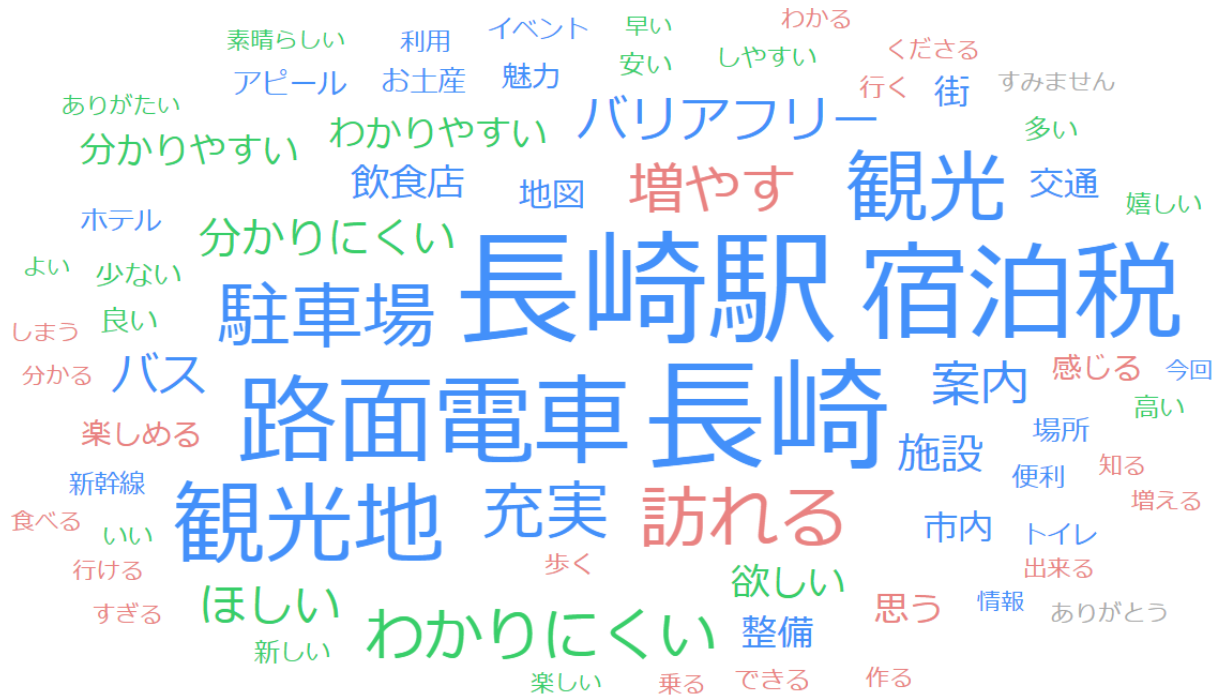 わかる
イベント
早い
素晴らしい
利用
くださる
しやすい
安い
魅力
お土産
アピール
行く
街
すみません
ありがたい
バリアフリー
多い
わかりやすい
分かりやすい
飲食店
地図
増やす
観光
交通
嬉しい
ホテル
分かりにくい
よい
少ない
長崎駅
宿泊税
駐車場
良い
しまう
分かる
バス
路面電車
長崎
案内
感じる
今回
高い
楽しめる
場所
施設
新幹線
便利
知る
食べる
いい
観光地
充実
訪れる
市内
トイレ
増える
行ける
歩く
出来る
すぎる
ほしい
欲しい
思う
情報
ありがとう
新しい
わかりにくい
整備
楽しい
乗る
できる
作る